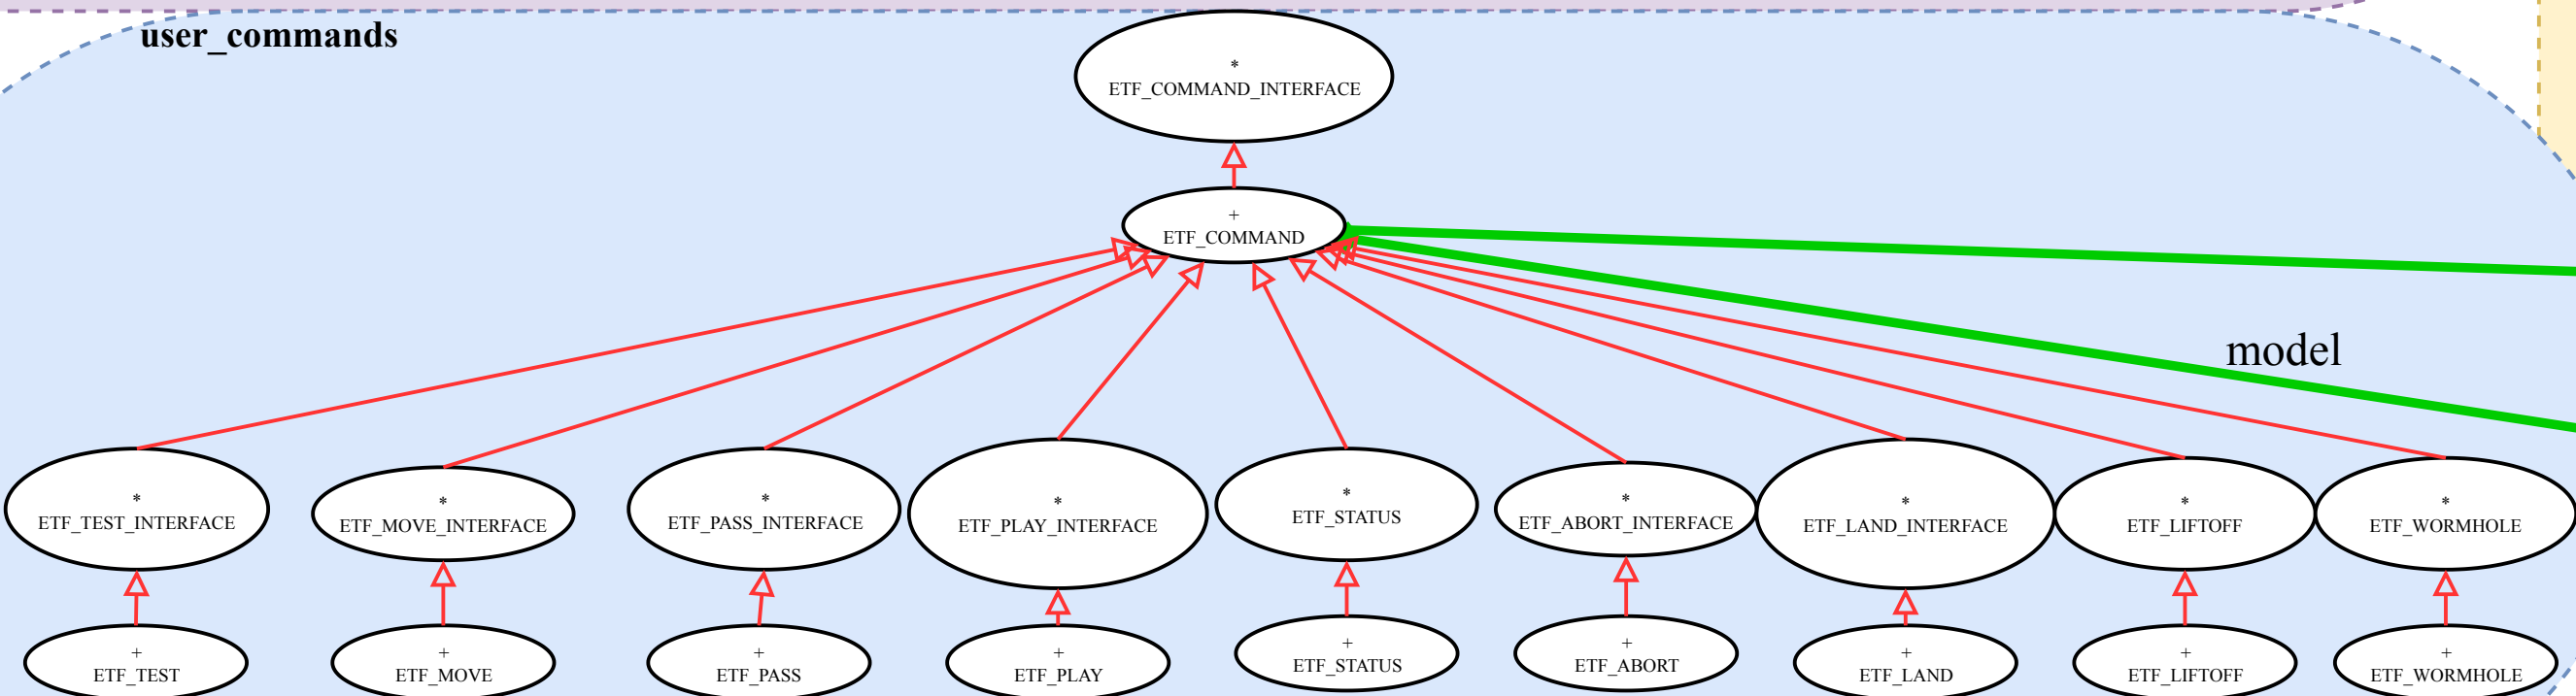 user_commands
*
ETF_COMMAND_INTERFACE
+
ETF_COMMAND
model
*
ETF_TEST_INTERFACE
*
ETF_MOVE_INTERFACE
*
ETF_PASS_INTERFACE
*
ETF_PLAY_INTERFACE
*
ETF_STATUS
*
ETF_ABORT_INTERFACE
*
ETF_LAND_INTERFACE
*
ETF_LIFTOFF
*
ETF_WORMHOLE
+
ETF_TEST
+
ETF_MOVE
+
ETF_PASS
+
ETF_PLAY
+
ETF_STATUS
+
ETF_ABORT
+
ETF_LAND
+
ETF_LIFTOFF
+
ETF_WORMHOLE